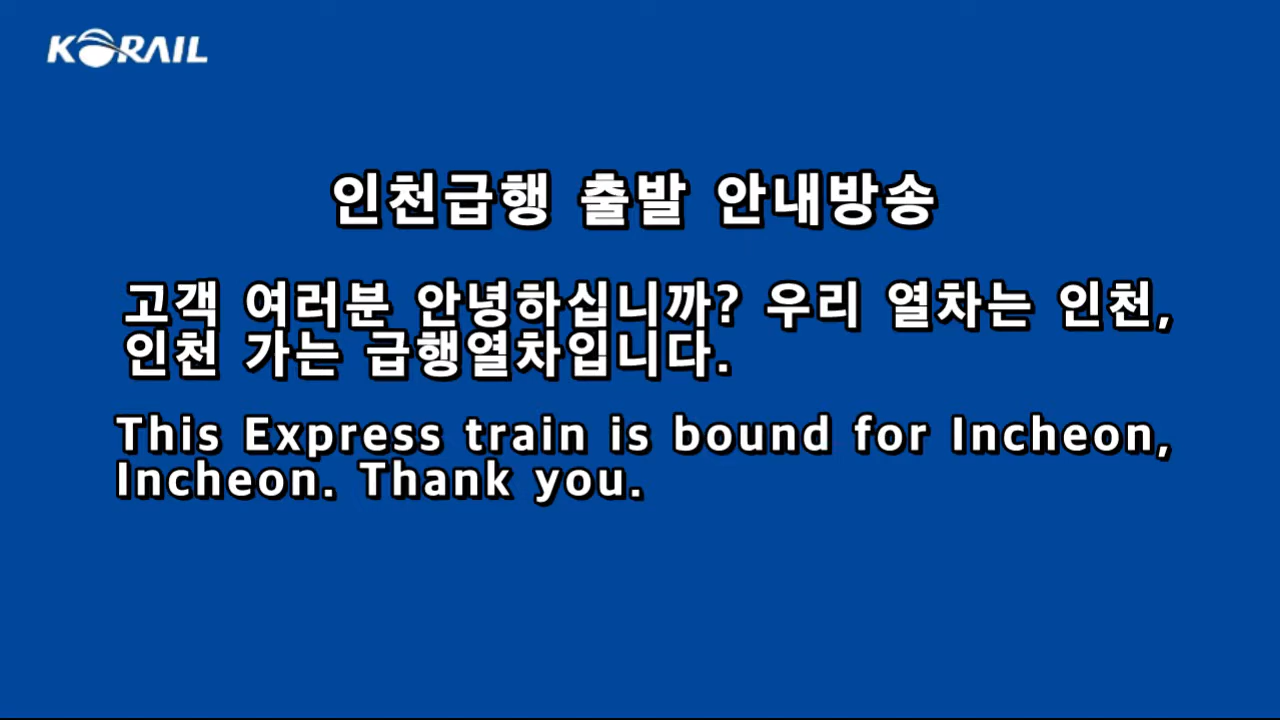 KORAIL
인천급행 출발 안내방송
고객 여러분 안녕하십니까? 우리 열차는 인천,
인천 가는 급행열차입니다.
This Express train is bound for Incheon,
Incheon. Thank you.